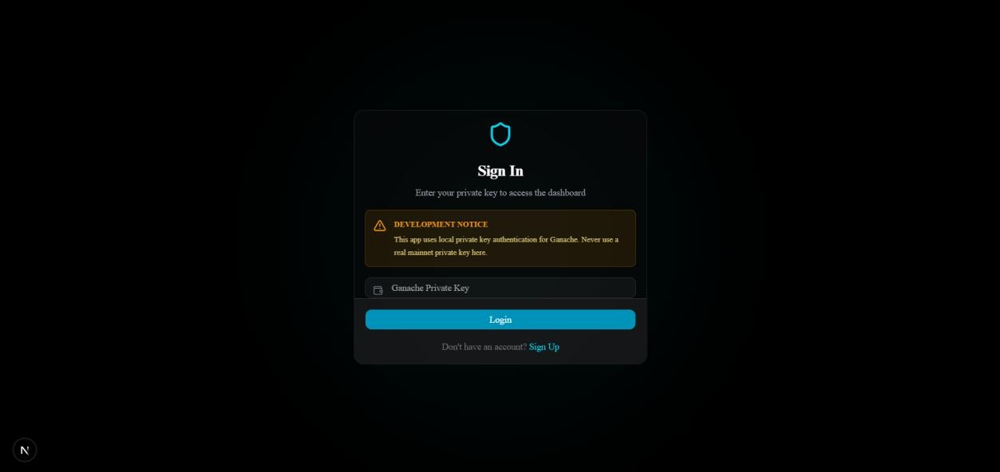 Sign In
Enter your private key to access the dashboard
DEVELOPMENT NOTICE
This app uses local private key authentication for Ganache. Never use a
real mainnet private key here.
Ganache Private Key
Login
Don't have an account? Sign Up
N